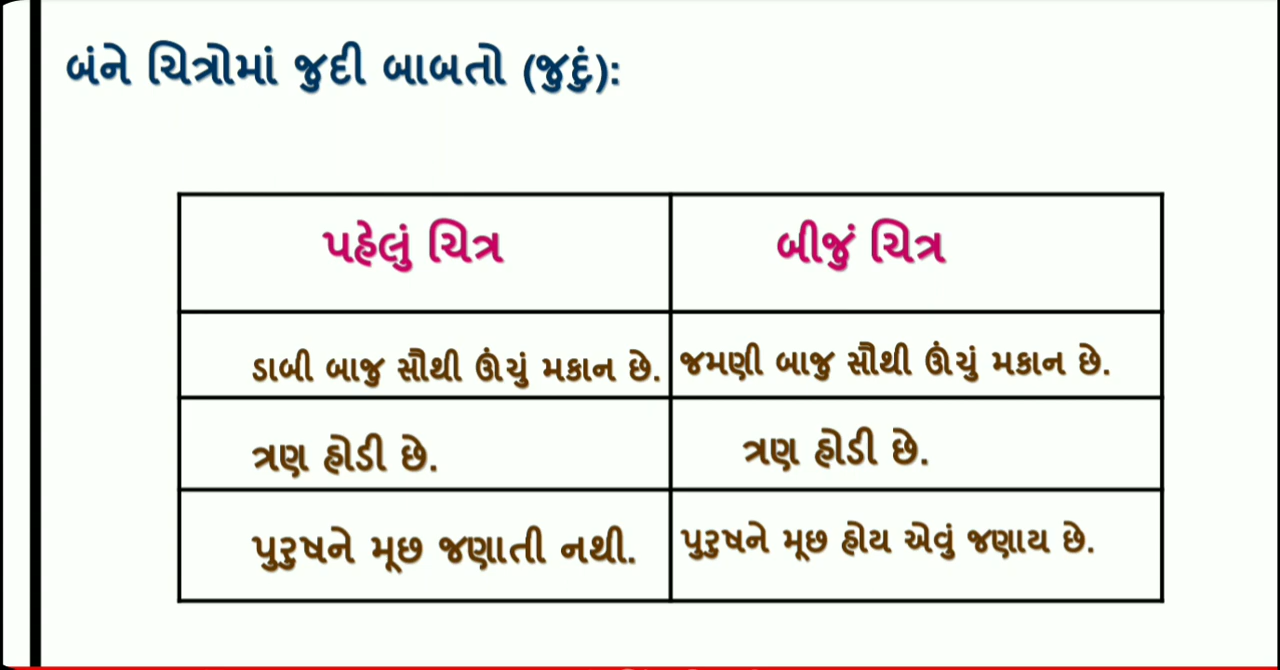 બંને ચિત્રોમાં જુદી બાબતો (જુદું):
પહેલું ચિત્ર
બીજું ચિત્ર
ડાબી બાજુ સૌથી ઊંચું મકાન છે.
જમણી બાજુ સૌથી ઊંચું મકાન છે.
ત્રણ હોડી છે.
ત્રણ હોડી છે.
પુરુષને મૂછ જણાતી નથી.
પુરુષને મૂછ હોય એવું જણાય છે.